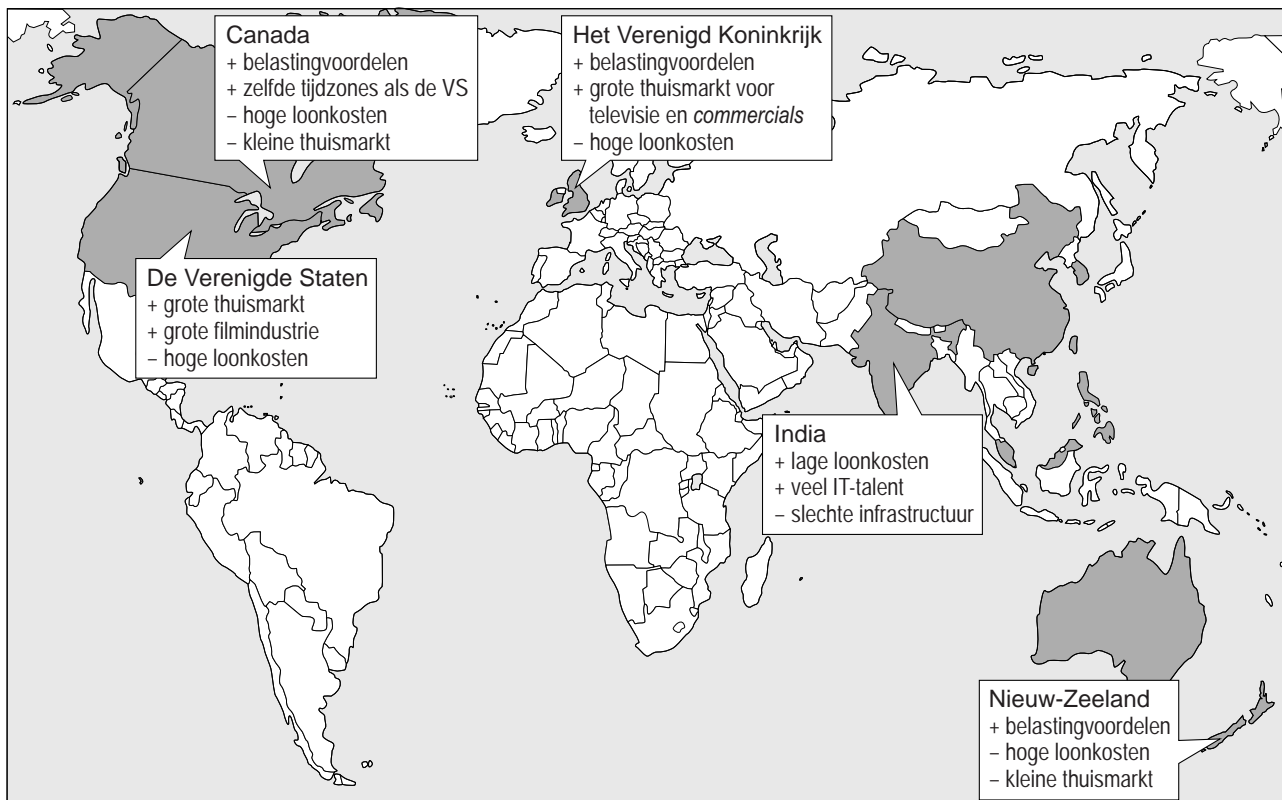 Canada
+ belastingvoordelen
+ zelfde tijdzones als de VS
– hoge loonkosten
– kleine thuismarkt
Het Verenigd Koninkrijk
+ belastingvoordelen
+ grote thuismarkt voor
televisie en commercials
– hoge loonkosten
De Verenigde Staten
+ grote thuismarkt
+ grote filmindustrie
– hoge loonkosten
India
+ lage loonkosten
+ veel IT-talent
– slechte infrastructuur
Nieuw-Zeeland
+ belastingvoordelen
– hoge loonkosten
– kleine thuismarkt